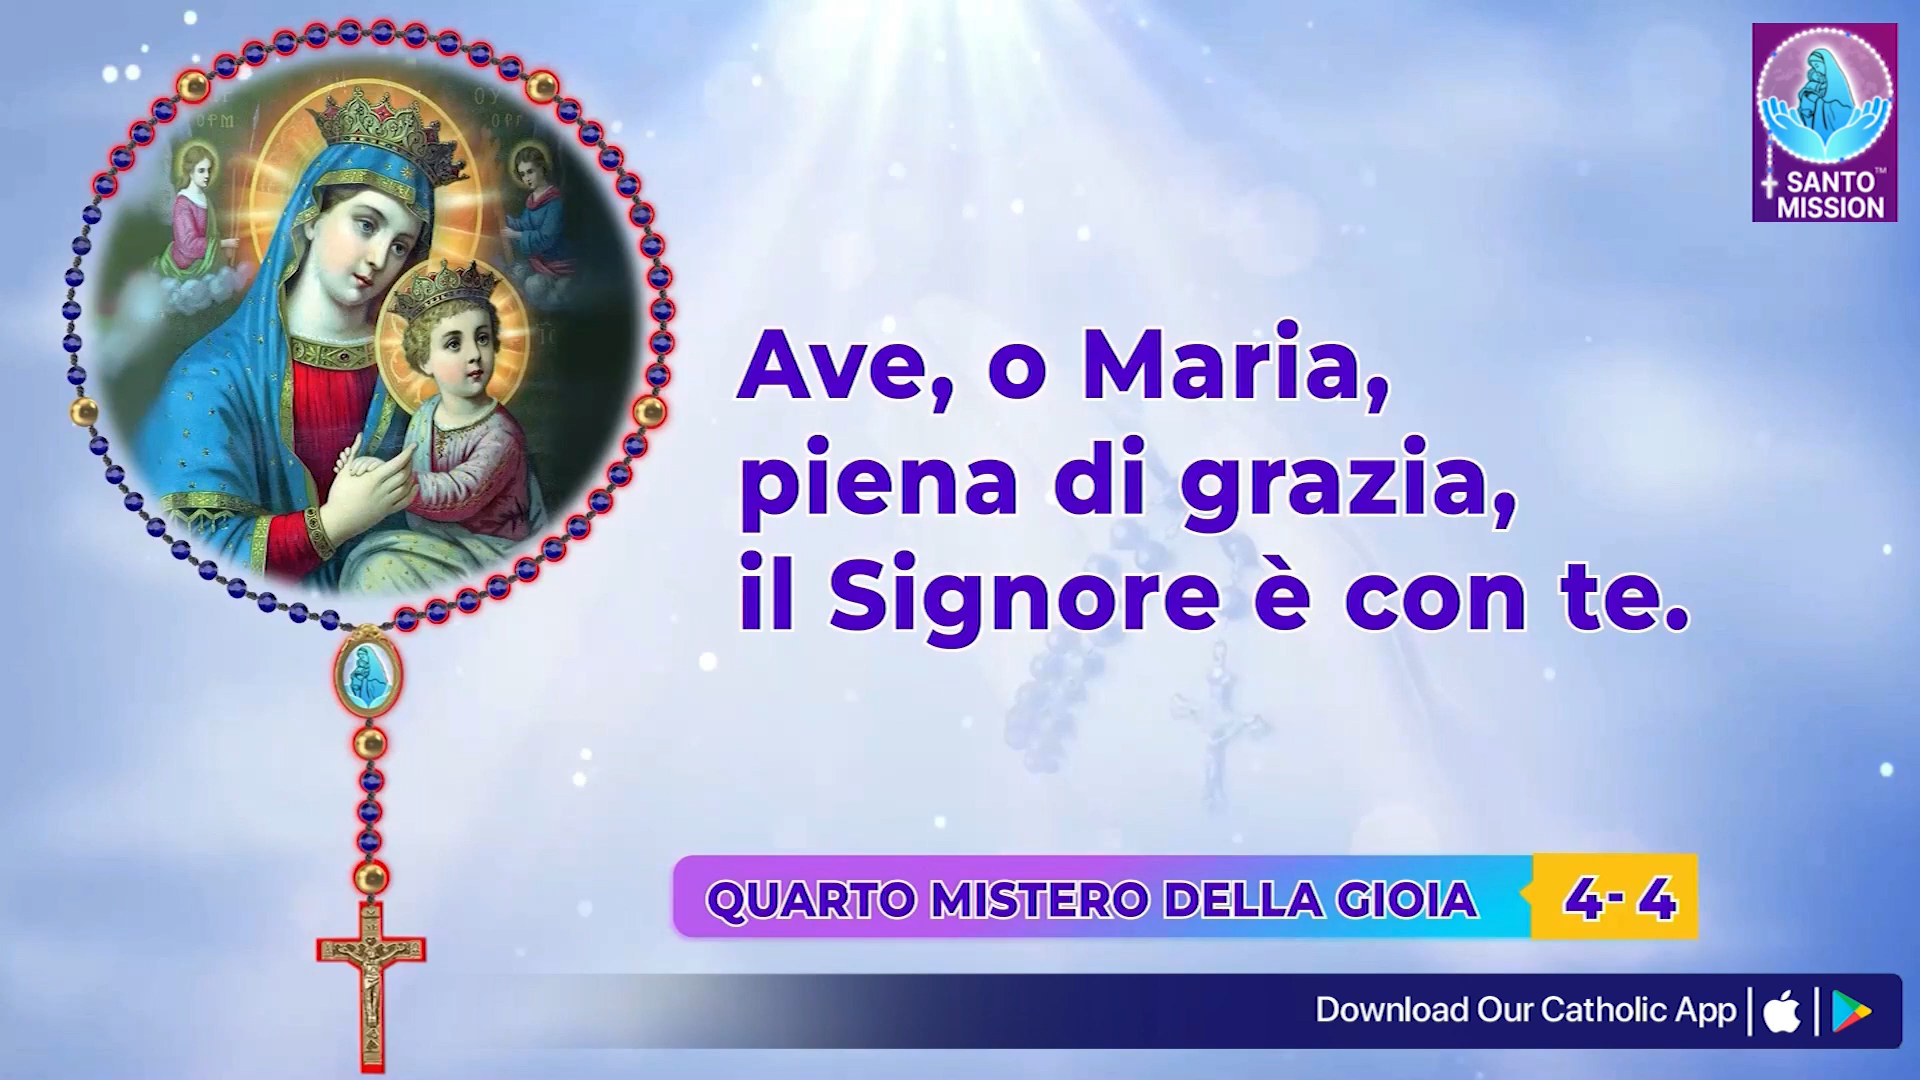 SANTO™
MISSION
Ave, o Maria,
piena di grazia,
il Signore è con te.
QUARTO MISTERO DELLA GIOIA 4- 4
Download Our Catholic App